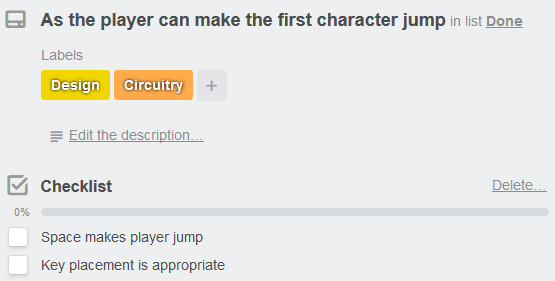 As the player can make the first character jump in list Done
Labels
Design Circuitry +
Edit the description...
Checklist Delete...
0%
Space makes player jump
Key placement is appropriate